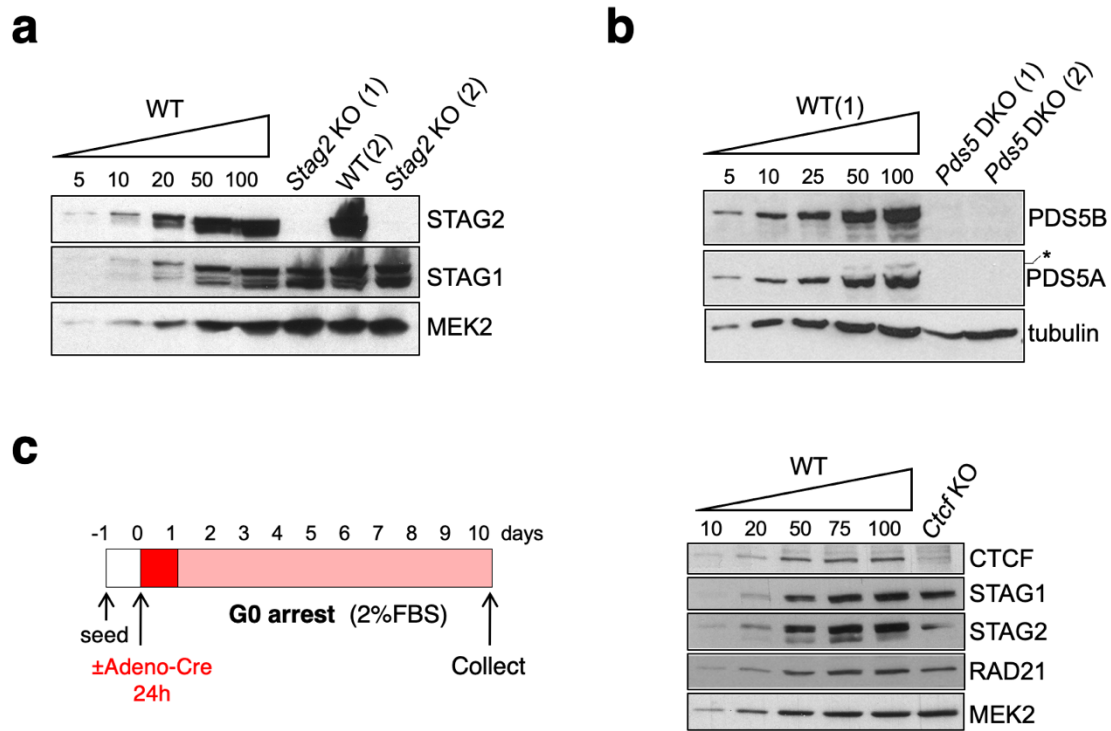 a
WT
Stag2 KO (1)
WT(2)
Stag2 KO (2)
5 10 20 50 100
STAG2
STAG1
MEK2
b
WT(1)
Pds5 DKO (1)
Pds5 DKO (2)
5 10 25 50 100
PDS5B
*
PDS5A
tubulin
c
-1 0 1 2 3 4 5 6 7 8 9 10 days
G0 arrest (2%FBS)
seed
±Adeno-Cre
24h
Collect
WT
Ctcf KO
10 20 50 75 100
CTCF
STAG1
STAG2
RAD21
MEK2